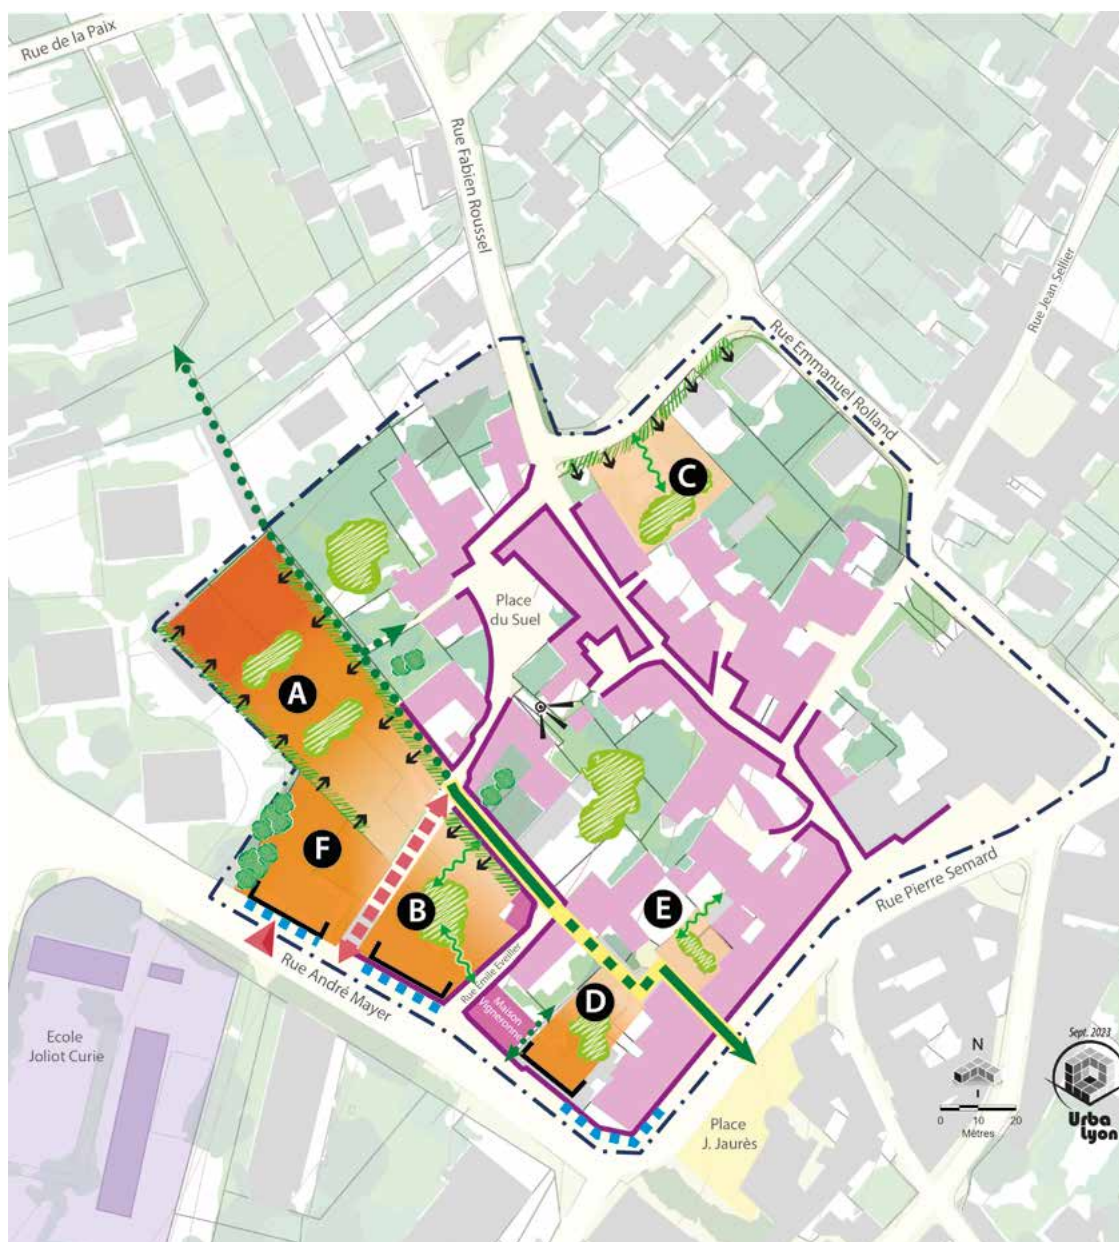 Rue de la Paix
Rue Fabien Roussel
Rue Jean Sellier
Rue Emmanuel Rolland
C
Place
du Suel
A
F
B
E
Rue Pierre Semard
Rue Emile Eveiller
Rue André Mayer
Maison
Vigneronne
D
Ecole
Joliot Curie
Place
J. Jaurès
N
0 10 20
Mètres
Sept. 2023
Urba
Lyon